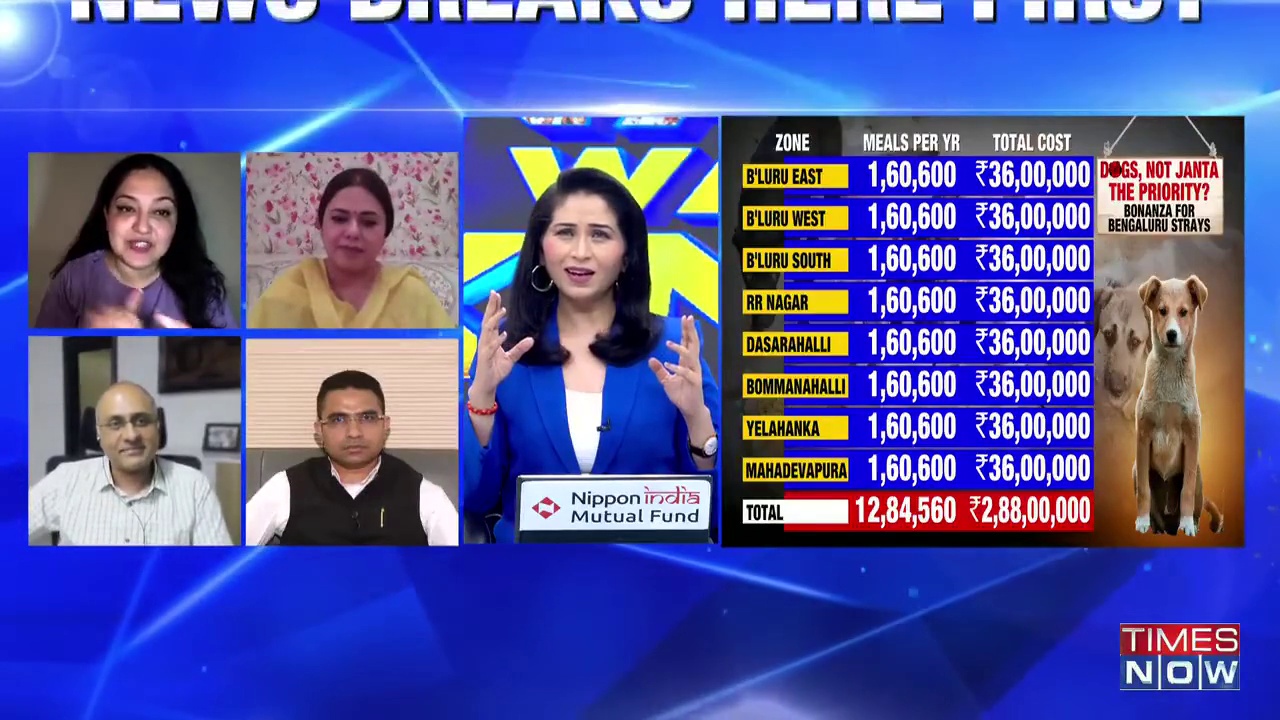 NEWS BREAKS HERE FIRST
ZONE MEALS PER YR TOTAL COST
B'LURU EAST 1,60,600 ₹36,00,000
B'LURU WEST 1,60,600 ₹36,00,000
B'LURU SOUTH 1,60,600 ₹36,00,000
RR NAGAR 1,60,600 ₹36,00,000
DASARAHALLI 1,60,600 ₹36,00,000
BOMMANAHALLI 1,60,600 ₹36,00,000
YELAHANKA 1,60,600 ₹36,00,000
MAHADEVAPURA 1,60,600 ₹36,00,000
TOTAL 12,84,560 ₹2,88,00,000
DOGS, NOT JANTA
THE PRIORITY?
BONANZA FOR
BENGALURU STRAYS
Nippon india
Mutual Fund
TIMES
NOW